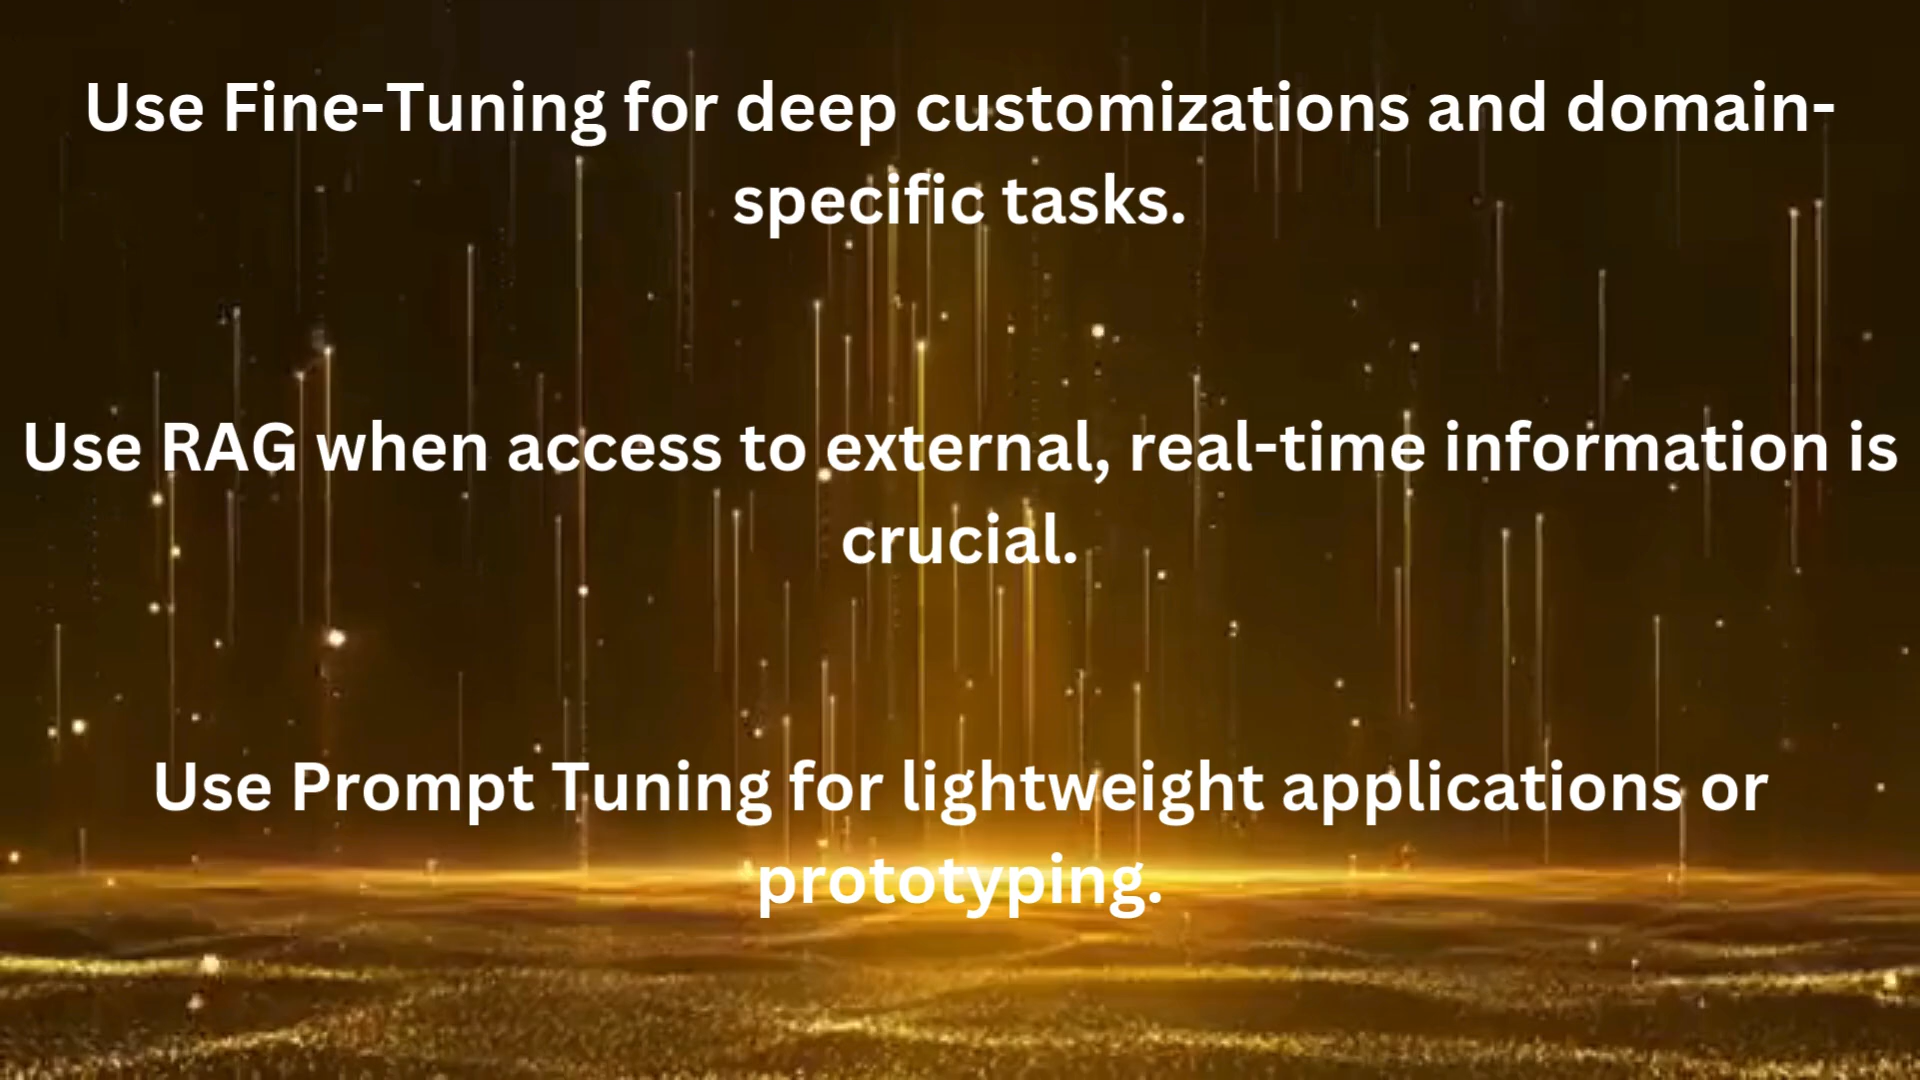 Use Fine-Tuning for deep customizations and domain-
specific tasks.
Use RAG when access to external, real-time information is
crucial.
Use Prompt Tuning for lightweight applications or
prototyping.